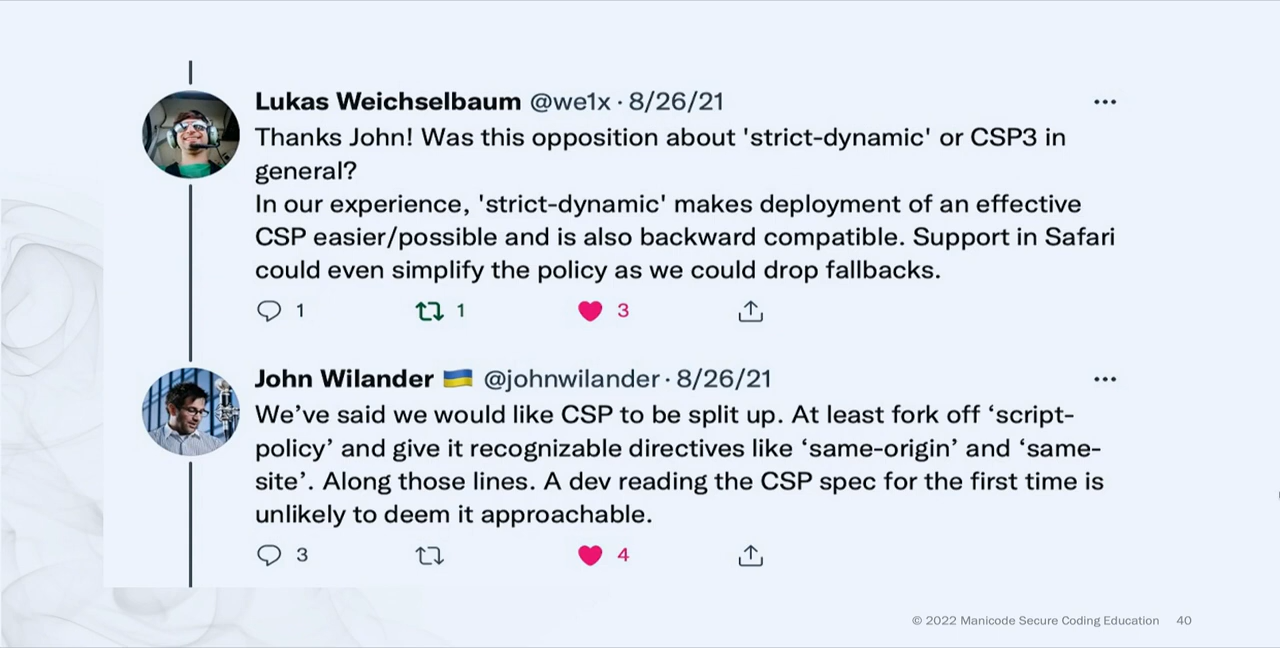 Lukas Weichselbaum @we1x · 8/26/21
Thanks John! Was this opposition about 'strict-dynamic' or CSP3 in
general?
In our experience, 'strict-dynamic' makes deployment of an effective
CSP easier/possible and is also backward compatible. Support in Safari
could even simplify the policy as we could drop fallbacks.
1 1 3
John Wilander 🇺🇦 @johnwilander · 8/26/21
We’ve said we would like CSP to be split up. At least fork off ‘script-
policy’ and give it recognizable directives like ‘same-origin’ and ‘same-
site’. Along those lines. A dev reading the CSP spec for the first time is
unlikely to deem it approachable.
3 4
© 2022 Manicode Secure Coding Education 40